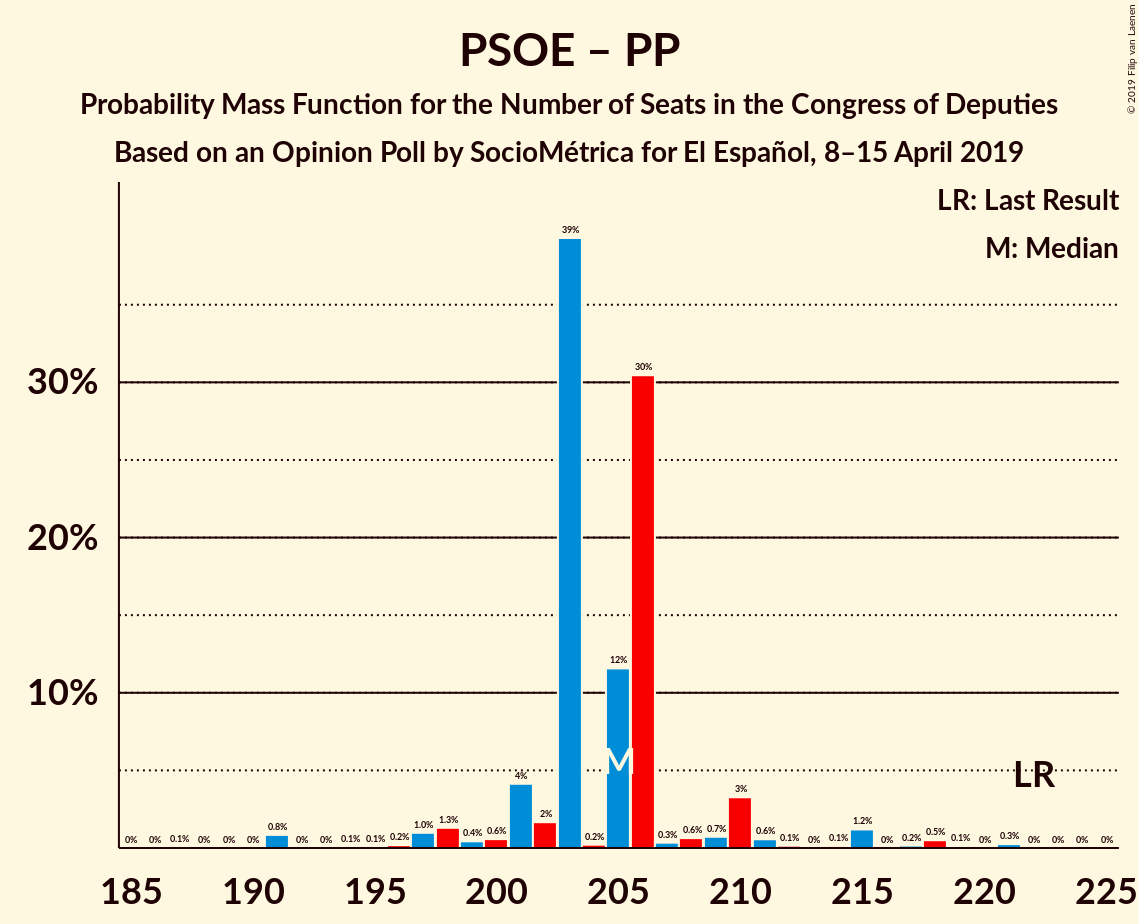 PSOE – PP
Probability Mass Function for the Number of Seats in the Congress of Deputies
Based on an Opinion Poll by SocioMétrica for El Español, 8–15 April 2019
© 2019 Filip van Laenen
LR: Last Result
M: Median
30%
20%
10%
0% 0% 0.1% 0% 0% 0% 0.8% 0% 0% 0.1% 0.1% 0.2% 1.0% 1.3% 0.4% 0.6% 4% 2% 39% 0.2% 12% 30% 0.3% 0.6% 0.7% 3% 0.6% 0.1% 0% 0.1% 1.2% 0% 0.2% 0.5% 0.1% 0% 0.3% 0% 0% 0% 0%
M
LR
185 190 195 200 205 210 215 220 225